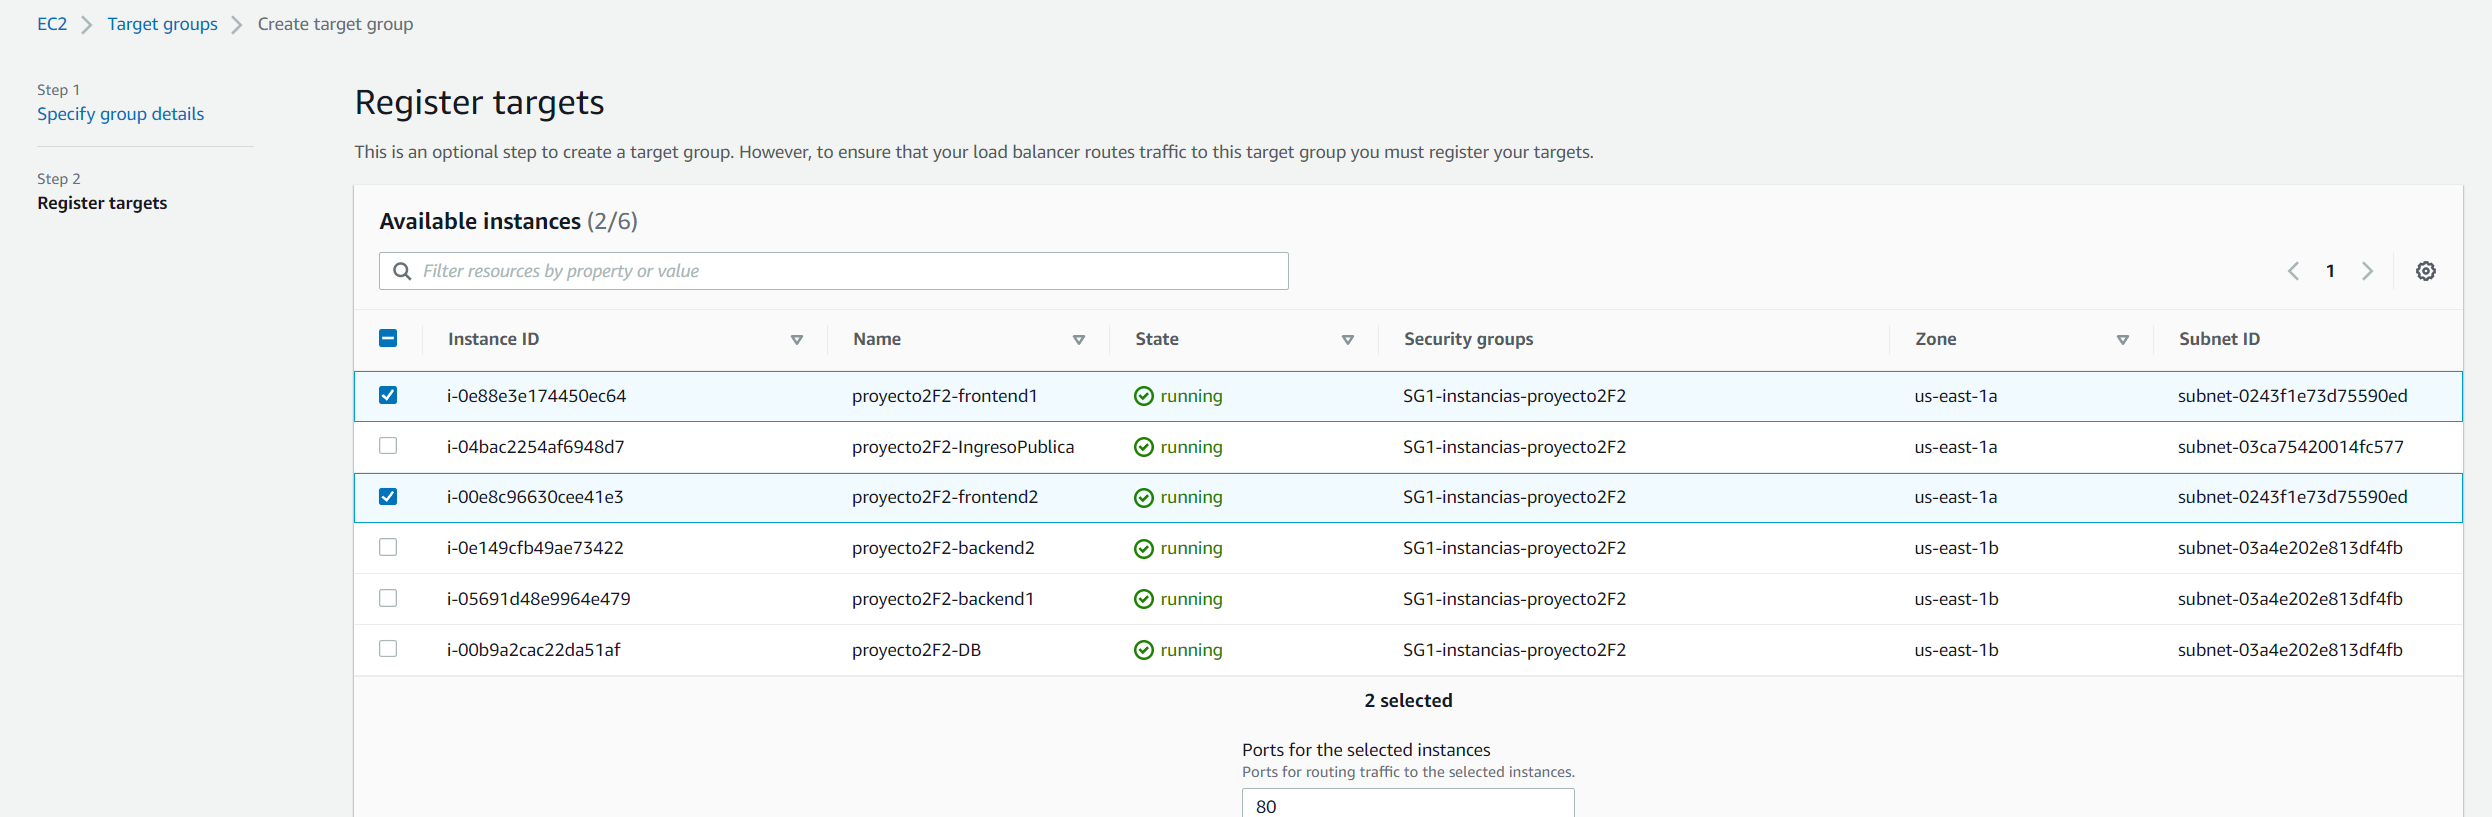 EC2 Target groups Create target group
Step 1
Specify group details
Step 2
Register targets
Register targets
This is an optional step to create a target group. However, to ensure that your load balancer routes traffic to this target group you must register your targets.
Available instances (2/6)
Filter resources by property or value
1
Instance ID Name State Security groups Zone Subnet ID
i-0e88e3e174450ec64 proyecto2F2-frontend1 running SG1-instancias-proyecto2F2 us-east-1a subnet-0243f1e73d75590ed
i-04bac2254af6948d7 proyecto2F2-IngresoPublica running SG1-instancias-proyecto2F2 us-east-1a subnet-03ca75420014fc577
i-00e8c96630cee41e3 proyecto2F2-frontend2 running SG1-instancias-proyecto2F2 us-east-1a subnet-0243f1e73d75590ed
i-0e149cfb49ae73422 proyecto2F2-backend2 running SG1-instancias-proyecto2F2 us-east-1b subnet-03a4e202e813df4fb
i-05691d48e9964e479 proyecto2F2-backend1 running SG1-instancias-proyecto2F2 us-east-1b subnet-03a4e202e813df4fb
i-00b9a2cac22da51af proyecto2F2-DB running SG1-instancias-proyecto2F2 us-east-1b subnet-03a4e202e813df4fb
2 selected
Ports for the selected instances
Ports for routing traffic to the selected instances.
80